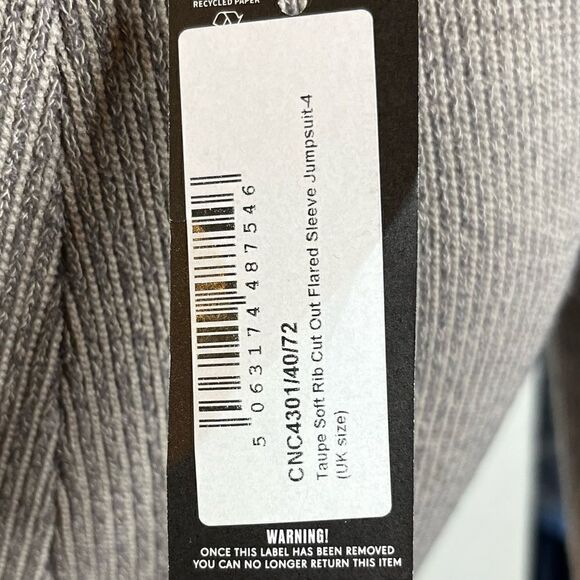 RECYCLED PAPER
5 063174 487546
CNC4301/40/72
Taupe Soft Rib Cut Out Flared Sleeve Jumpsuit-4
(UK size)
WARNING!
ONCE THIS LABEL HAS BEEN REMOVED
YOU CAN NO LONGER RETURN THIS ITEM